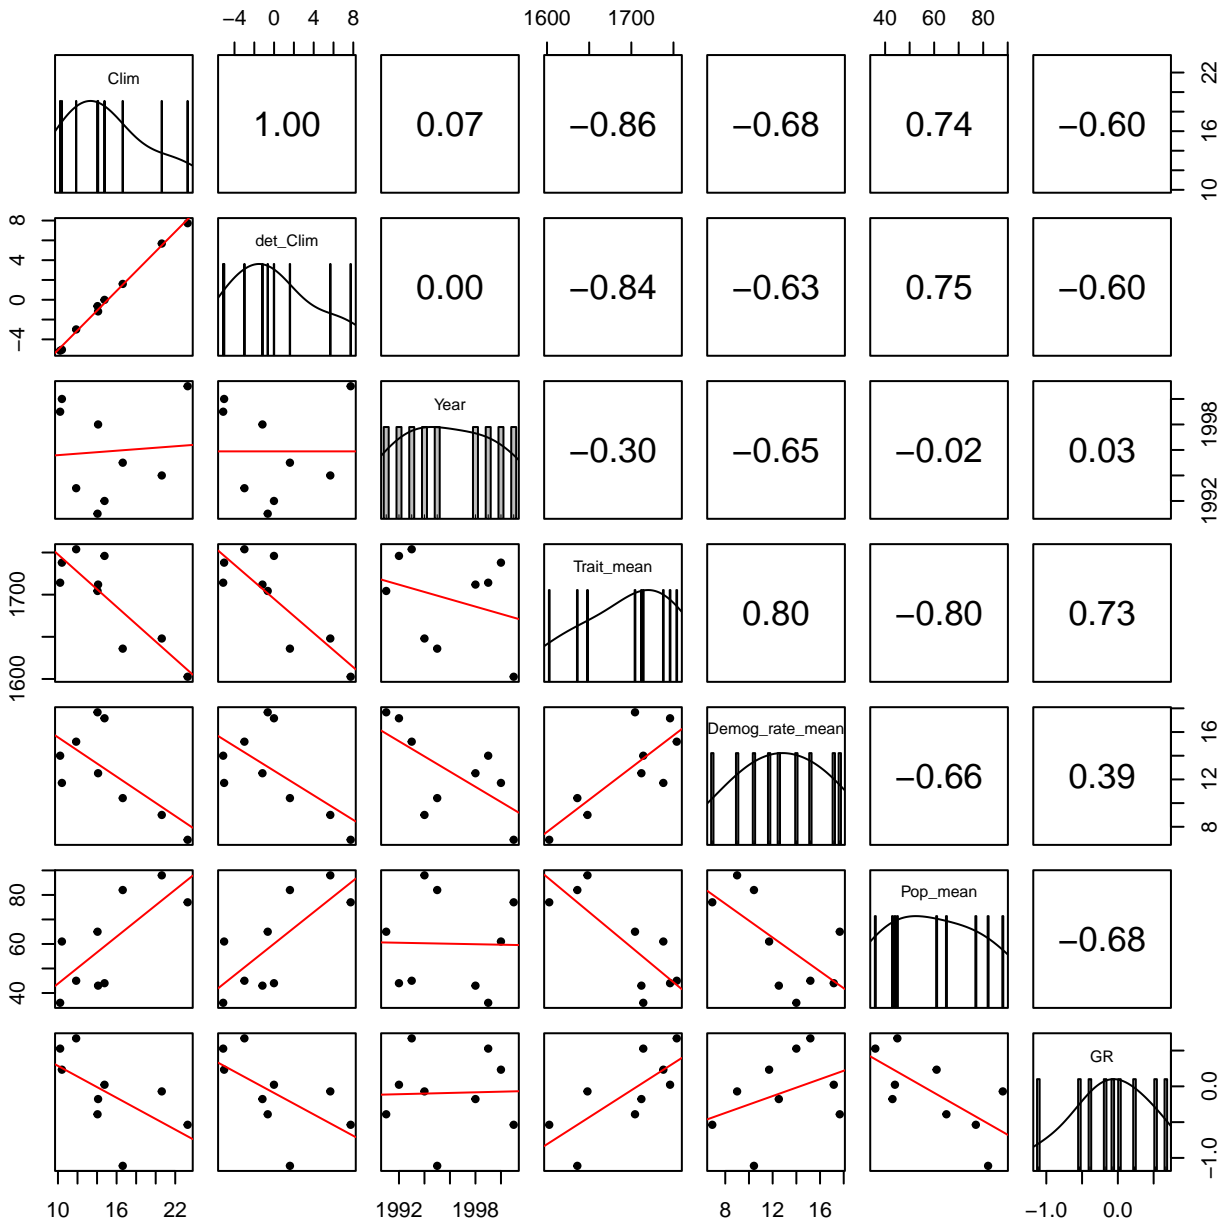 −4 0 4 8 1600 1700 40 60 80
Clim 1.00 0.07 −0.86 −0.68 0.74 −0.60
10 16 22
−4 0 4 8
det_Clim 0.00 −0.84 −0.63 0.75 −0.60
Year −0.30 −0.65 −0.02 0.03
1992 1998
1600 1700
Trait_mean 0.80 −0.80 0.73
Demog_rate_mean −0.66 0.39
8 12 16
40 60 80
Pop_mean −0.68
GR
−1.0 0.0
10 16 22 1992 1998 8 12 16 −1.0 0.0